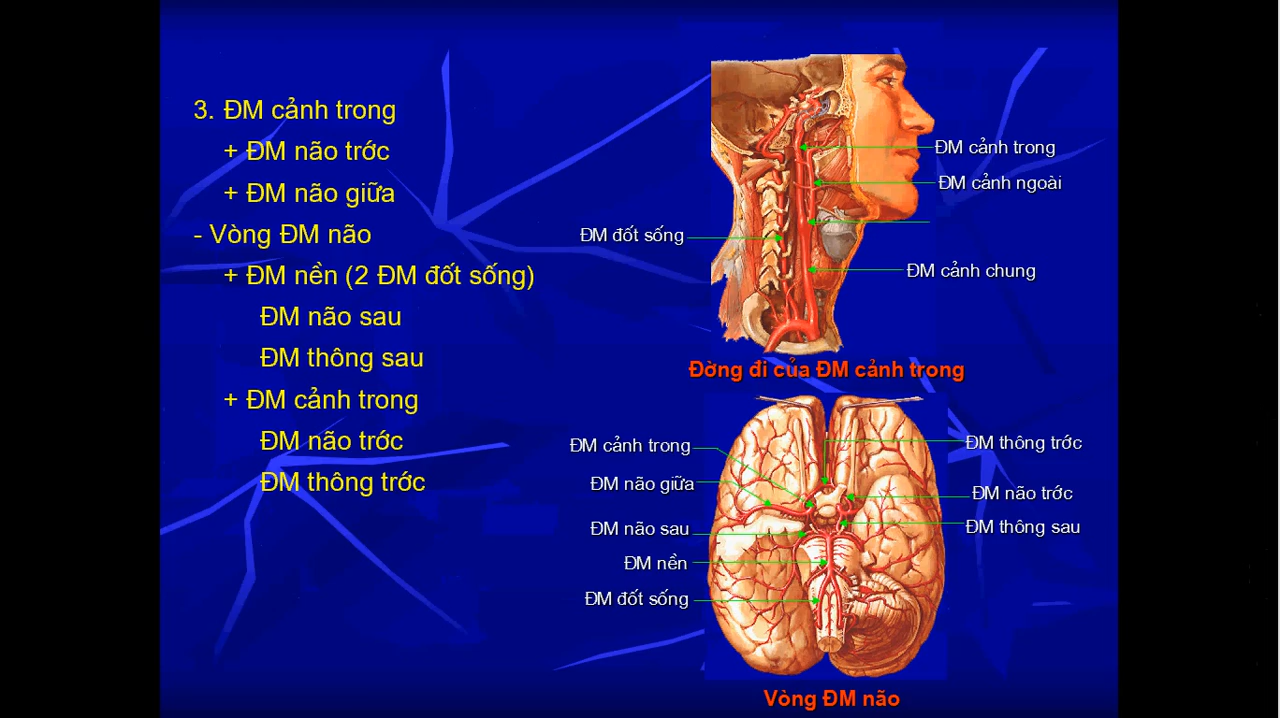 3. ĐM cảnh trong
+ ĐM não trớc
+ ĐM não giữa
- Vòng ĐM não
+ ĐM nền (2 ĐM đốt sống)
ĐM não sau
ĐM thông sau
+ ĐM cảnh trong
ĐM não trớc
ĐM thông trớc
ĐM cảnh trong
ĐM cảnh ngoài
ĐM đốt sống
ĐM cảnh chung
Đờng đi của ĐM cảnh trong
ĐM cảnh trong
ĐM não giữa
ĐM não sau
ĐM nền
ĐM đốt sống
ĐM thông trớc
ĐM não trớc
ĐM thông sau
Vòng ĐM não